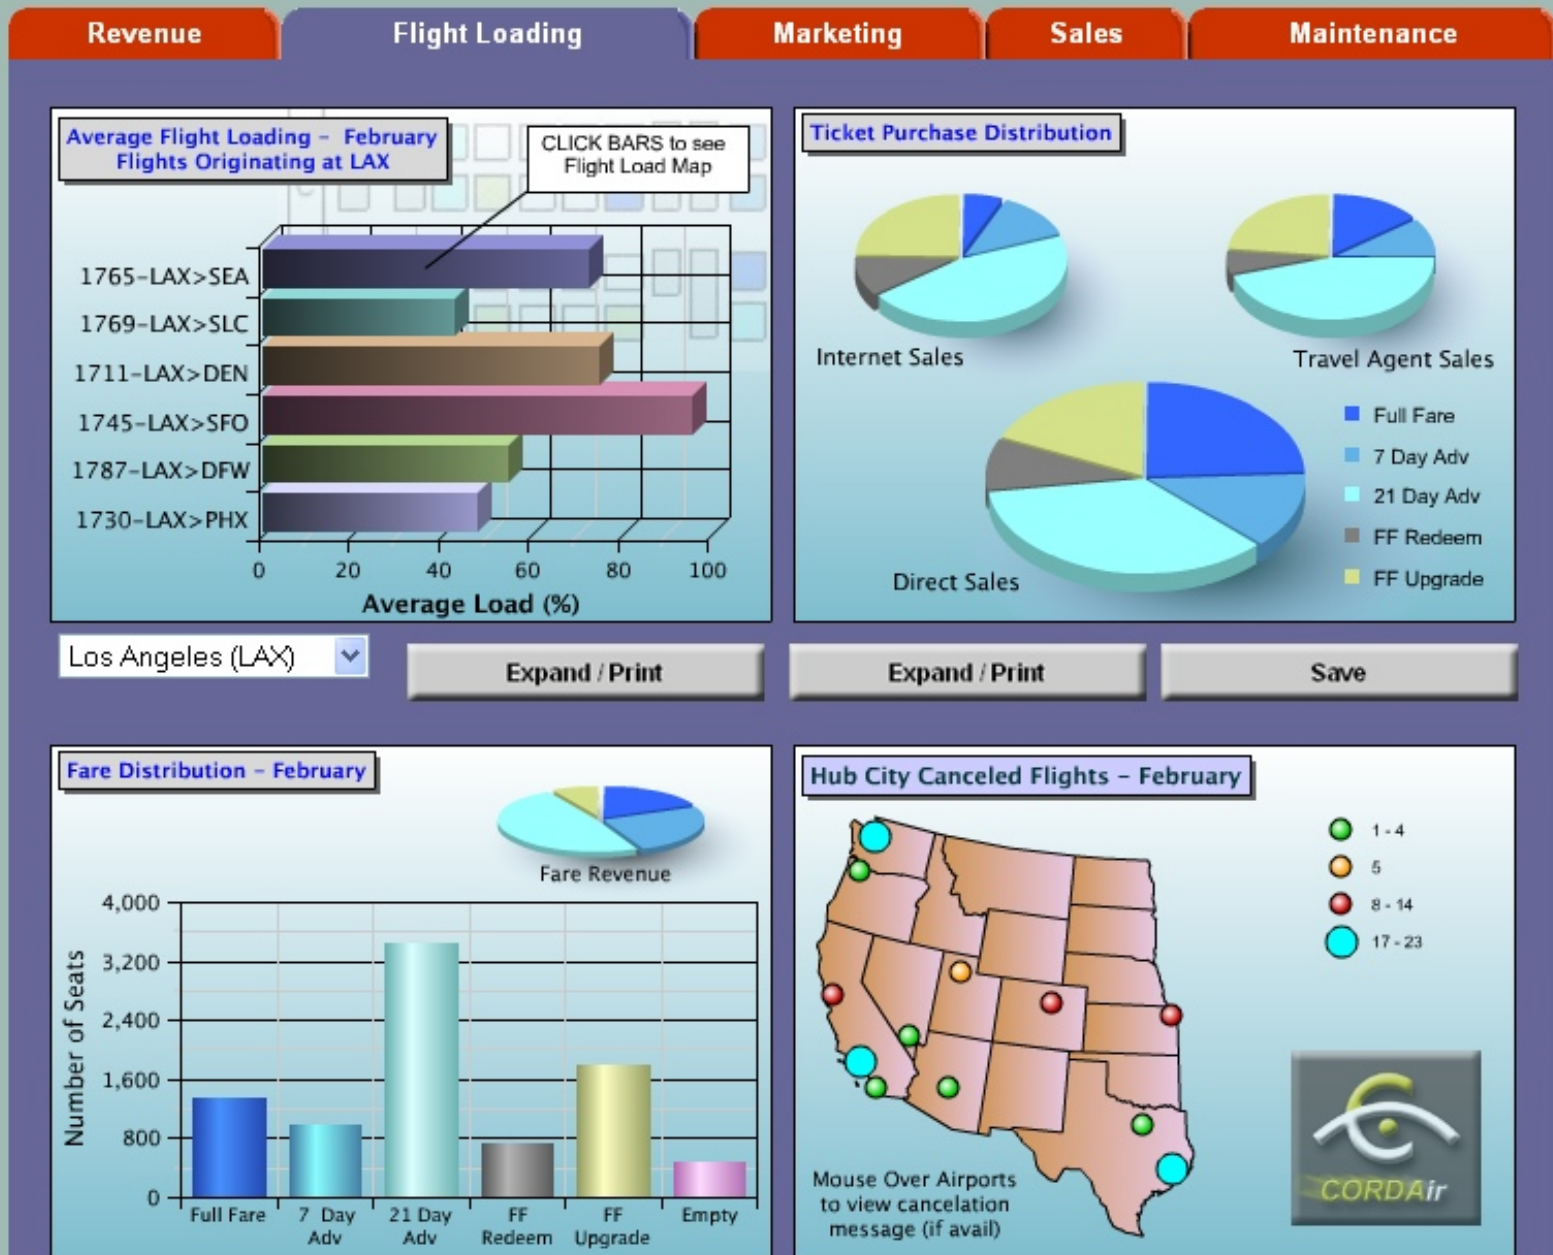 Revenue
Flight Loading
Marketing
Sales
Maintenance
Average Flight Loading - February
Flights Originating at LAX
CLICK BARS to see
Flight Load Map
1765-LAX>SEA
1769-LAX>SLC
1711-LAX>DEN
1745-LAX>SFO
1787-LAX>DFW
1730-LAX>PHX
0 20 40 60 80 100
Average Load (%)
Ticket Purchase Distribution
Internet Sales
Travel Agent Sales
Direct Sales
Full Fare
7 Day Adv
21 Day Adv
FF Redeem
FF Upgrade
Los Angeles (LAX)
Expand / Print
Expand / Print
Save
Fare Distribution - February
Fare Revenue
Number of Seats
4,000
3,200
2,400
1,600
800
0
Full Fare
7 Day
Adv
21 Day
Adv
FF
Redeem
FF
Upgrade
Empty
Hub City Canceled Flights - February
1 - 4
5
8 - 14
17 - 23
Mouse Over Airports
to view cancelation
message (if avail)
CORDAir